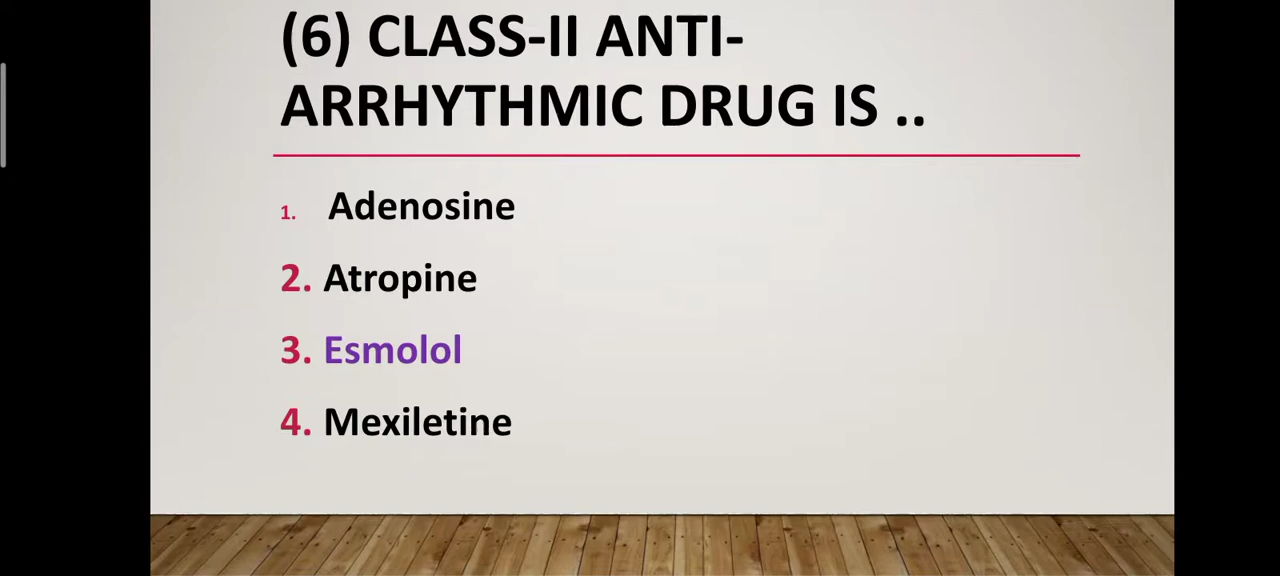 (6) CLASS-II ANTI-
ARRHYTHMIC DRUG IS ..
1. Adenosine
2. Atropine
3. Esmolol
4. Mexiletine